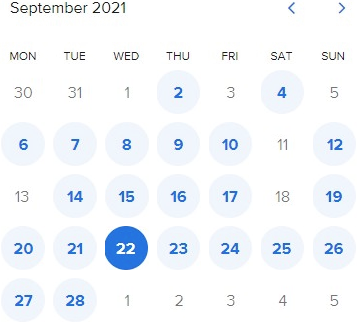 September 2021
MON TUE WED THU FRI SAT SUN
30 31 1 2 3 4 5
6 7 8 9 10 11 12
13 14 15 16 17 18 19
20 21 22 23 24 25 26
27 28 1 2 3 4 5